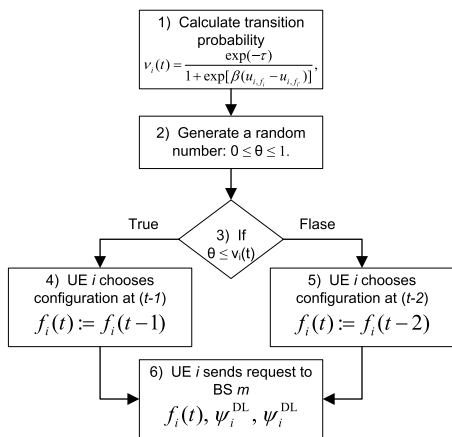 1) Calculate transition
probability
ν_i(t) = exp(−τ) / 1+exp[β(u_{i,f_i} − u_{i,f_i'})],
2) Generate a random
number: 0 ≤ θ ≤ 1.
3) If
θ ≤ v_i(t)
True
Flase
4) UE i chooses
configuration at (t-1)
f_i(t) := f_i(t−1)
5) UE i chooses
configuration at (t-2)
f_i(t) := f_i(t−2)
6) UE i sends request to
BS m
f_i(t), ψ_i^DL, ψ_i^DL